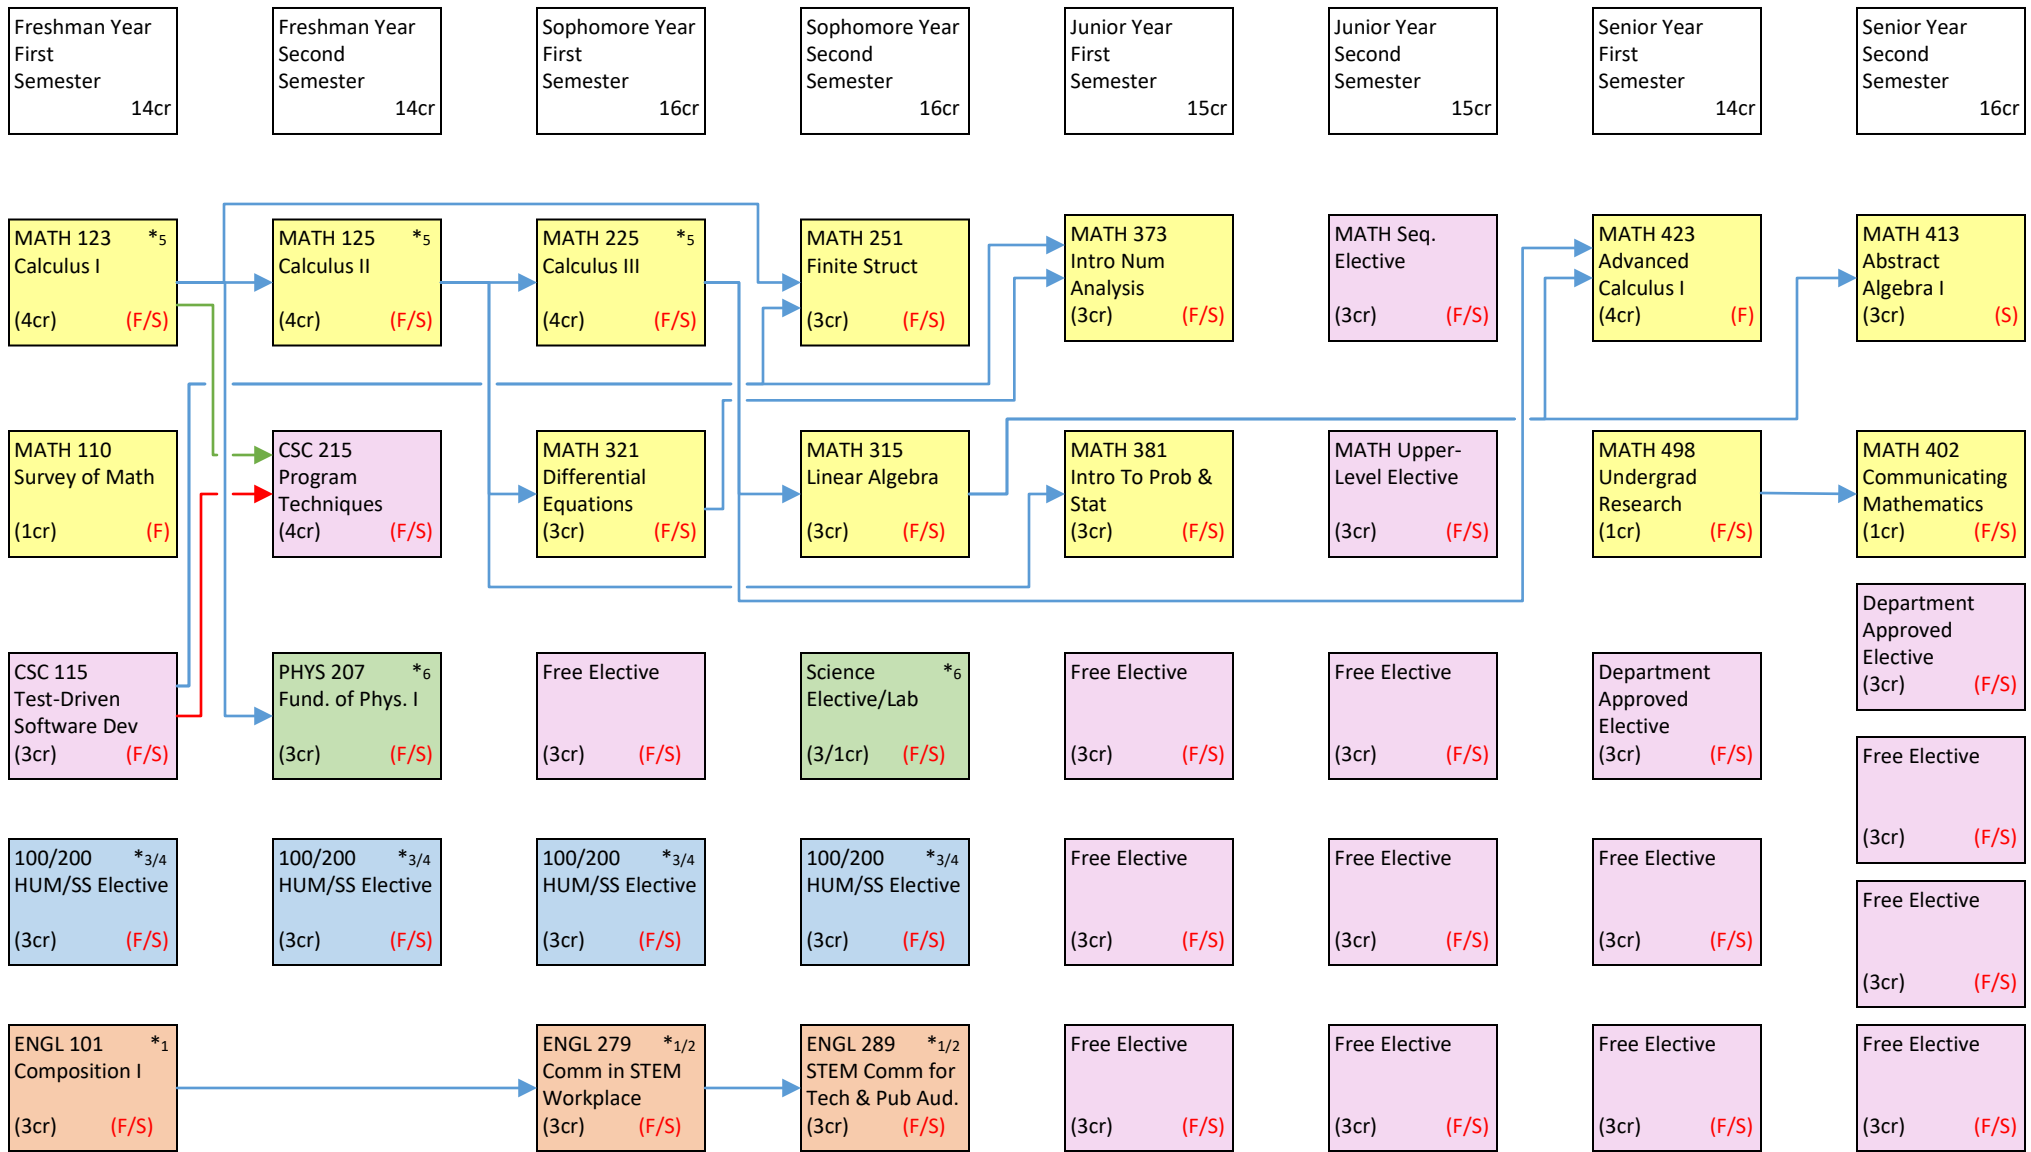 Freshman Year
First
Semester
14cr
Freshman Year
Second
Semester
14cr
Sophomore Year
First
Semester
16cr
Sophomore Year
Second
Semester
16cr
Junior Year
First
Semester
15cr
Junior Year
Second
Semester
15cr
Senior Year
First
Semester
14cr
Senior Year
Second
Semester
16cr
MATH 123 *5
Calculus I
(4cr) (F/S)
MATH 125 *5
Calculus II
(4cr) (F/S)
MATH 225 *5
Calculus III
(4cr) (F/S)
MATH 251
Finite Struct
(3cr) (F/S)
MATH 373
Intro Num
Analysis
(3cr) (F/S)
MATH Seq.
Elective
(3cr) (F/S)
MATH 423
Advanced
Calculus I
(4cr) (F)
MATH 413
Abstract
Algebra I
(3cr) (S)
MATH 110
Survey of Math
(1cr) (F)
CSC 215
Program
Techniques
(4cr) (F/S)
MATH 321
Differential
Equations
(3cr) (F/S)
MATH 315
Linear Algebra
(3cr) (F/S)
MATH 381
Intro To Prob &
Stat
(3cr) (F/S)
MATH Upper-
Level Elective
(3cr) (F/S)
MATH 498
Undergrad
Research
(1cr) (F/S)
MATH 402
Communicating
Mathematics
(1cr) (F/S)
CSC 115
Test-Driven
Software Dev
(3cr) (F/S)
PHYS 207 *6
Fund. of Phys. I
(3cr) (F/S)
Free Elective
(3cr) (F/S)
Science *6
Elective/Lab
(3/1cr) (F/S)
Free Elective
(3cr) (F/S)
Free Elective
(3cr) (F/S)
Department
Approved
Elective
(3cr) (F/S)
Department
Approved
Elective
(3cr) (F/S)
Free Elective
(3cr) (F/S)
100/200 *3/4
HUM/SS Elective
(3cr) (F/S)
100/200 *3/4
HUM/SS Elective
(3cr) (F/S)
100/200 *3/4
HUM/SS Elective
(3cr) (F/S)
100/200 *3/4
HUM/SS Elective
(3cr) (F/S)
Free Elective
(3cr) (F/S)
Free Elective
(3cr) (F/S)
Free Elective
(3cr) (F/S)
Free Elective
(3cr) (F/S)
ENGL 101 *1
Composition I
(3cr) (F/S)
ENGL 279 *1/2
Comm in STEM
Workplace
(3cr) (F/S)
ENGL 289 *1/2
STEM Comm for
Tech & Pub Aud.
(3cr) (F/S)
Free Elective
(3cr) (F/S)
Free Elective
(3cr) (F/S)
Free Elective
(3cr) (F/S)
Free Elective
(3cr) (F/S)